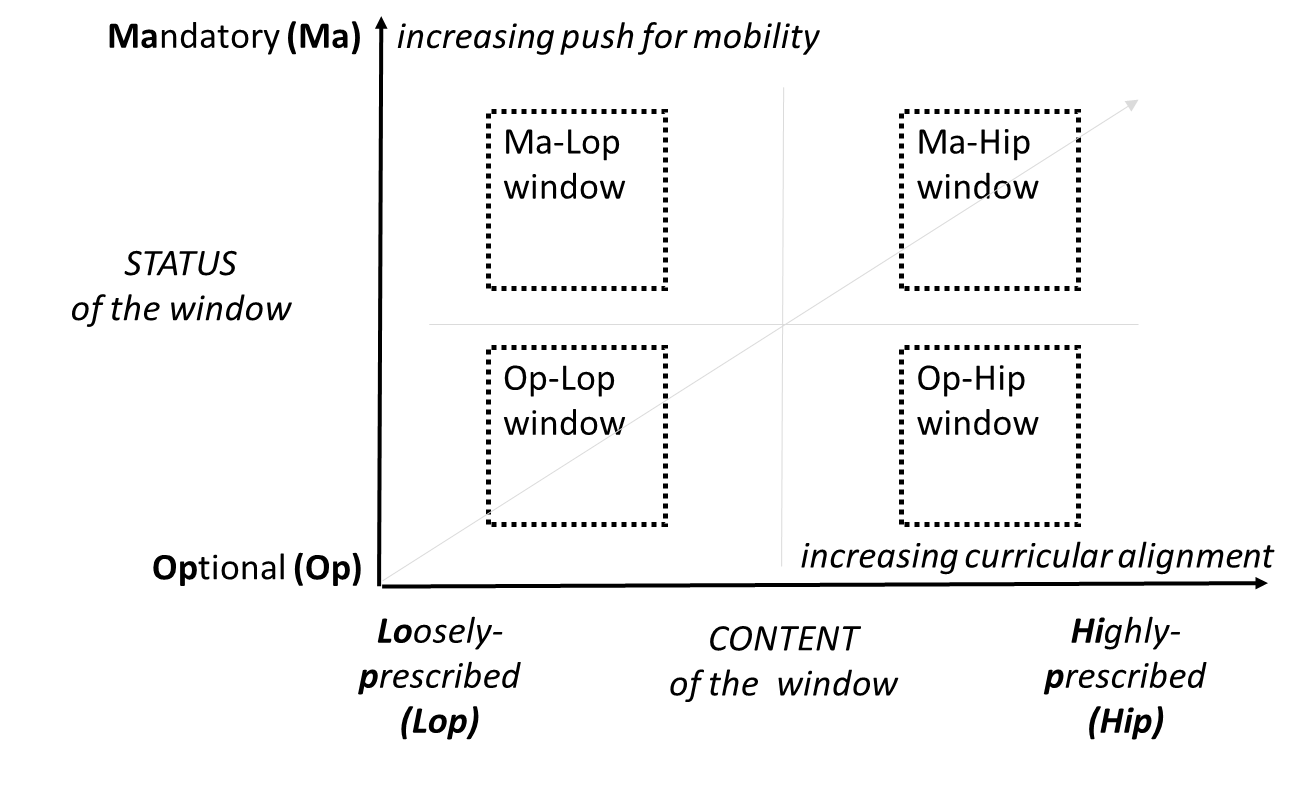 Mandatory (Ma)
increasing push for mobility
Ma-Lop
window
Ma-Hip
window
STATUS
of the window
Op-Lop
window
Op-Hip
window
Optional (Op)
increasing curricular alignment
Loosely-
prescribed
(Lop)
CONTENT
of the window
Highly-
prescribed
(Hip)